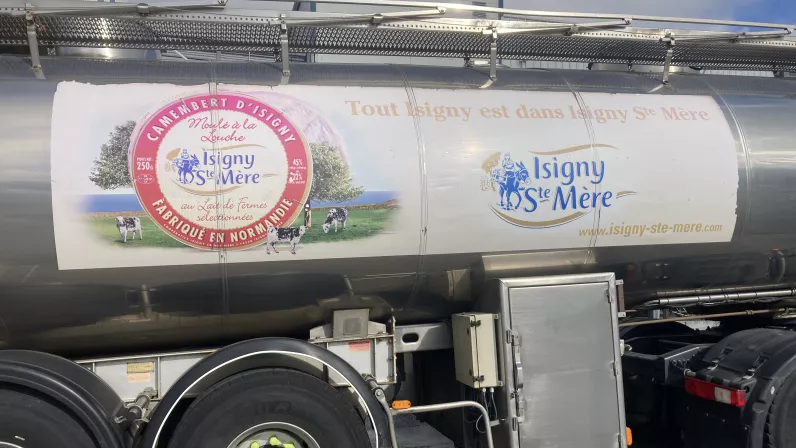 CAMEMBERT D'ISIGNY
Moulé à la
Louche
250g
45%
Isigny
Ste Mère
au Lait de Fermes
sélectionnées
FABRIQUÉ EN NORMANDIE
Tout Isigny est dans Isigny Ste Mère
Isigny
Ste Mère
www.isigny-ste-mere.com